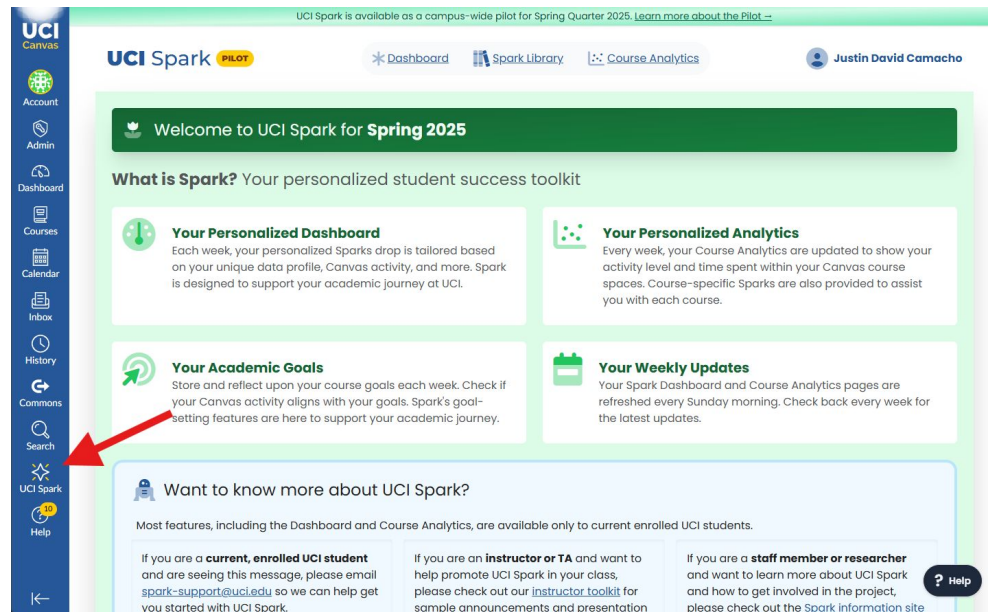 UCI Spark is available as a campus-wide pilot for Spring Quarter 2025. Learn more about the Pilot →
UCI
Canvas
Account
Admin
Dashboard
Courses
Calendar
Inbox
History
Commons
Search
UCI Spark
10
Help
UCI Spark PILOT
Dashboard
Spark Library
Course Analytics
Justin David Camacho
Welcome to UCI Spark for Spring 2025
What is Spark? Your personalized student success toolkit
Your Personalized Dashboard
Each week, your personalized Sparks drop is tailored based
on your unique data profile, Canvas activity, and more. Spark
is designed to support your academic journey at UCI.
Your Personalized Analytics
Every week, your Course Analytics are updated to show your
activity level and time spent within your Canvas course
spaces. Course-specific Sparks are also provided to assist
you with each course.
Your Academic Goals
Store and reflect upon your course goals each week. Check if
your Canvas activity aligns with your goals. Spark's goal-
setting features are here to support your academic journey.
Your Weekly Updates
Your Spark Dashboard and Course Analytics pages are
refreshed every Sunday morning. Check back every week for
the latest updates.
Want to know more about UCI Spark?
Most features, including the Dashboard and Course Analytics, are available only to current enrolled UCI students.
If you are a current, enrolled UCI student
and are seeing this message, please email
spark-support@uci.edu so we can help get
you started with UCI Spark.
If you are an instructor or TA and want to
help promote UCI Spark in your class,
please check out our instructor toolkit for
sample announcements and presentation
If you are a staff member or researcher
and want to learn more about UCI Spark
and how to get involved in the project,
please check out the Spark information site
? Help